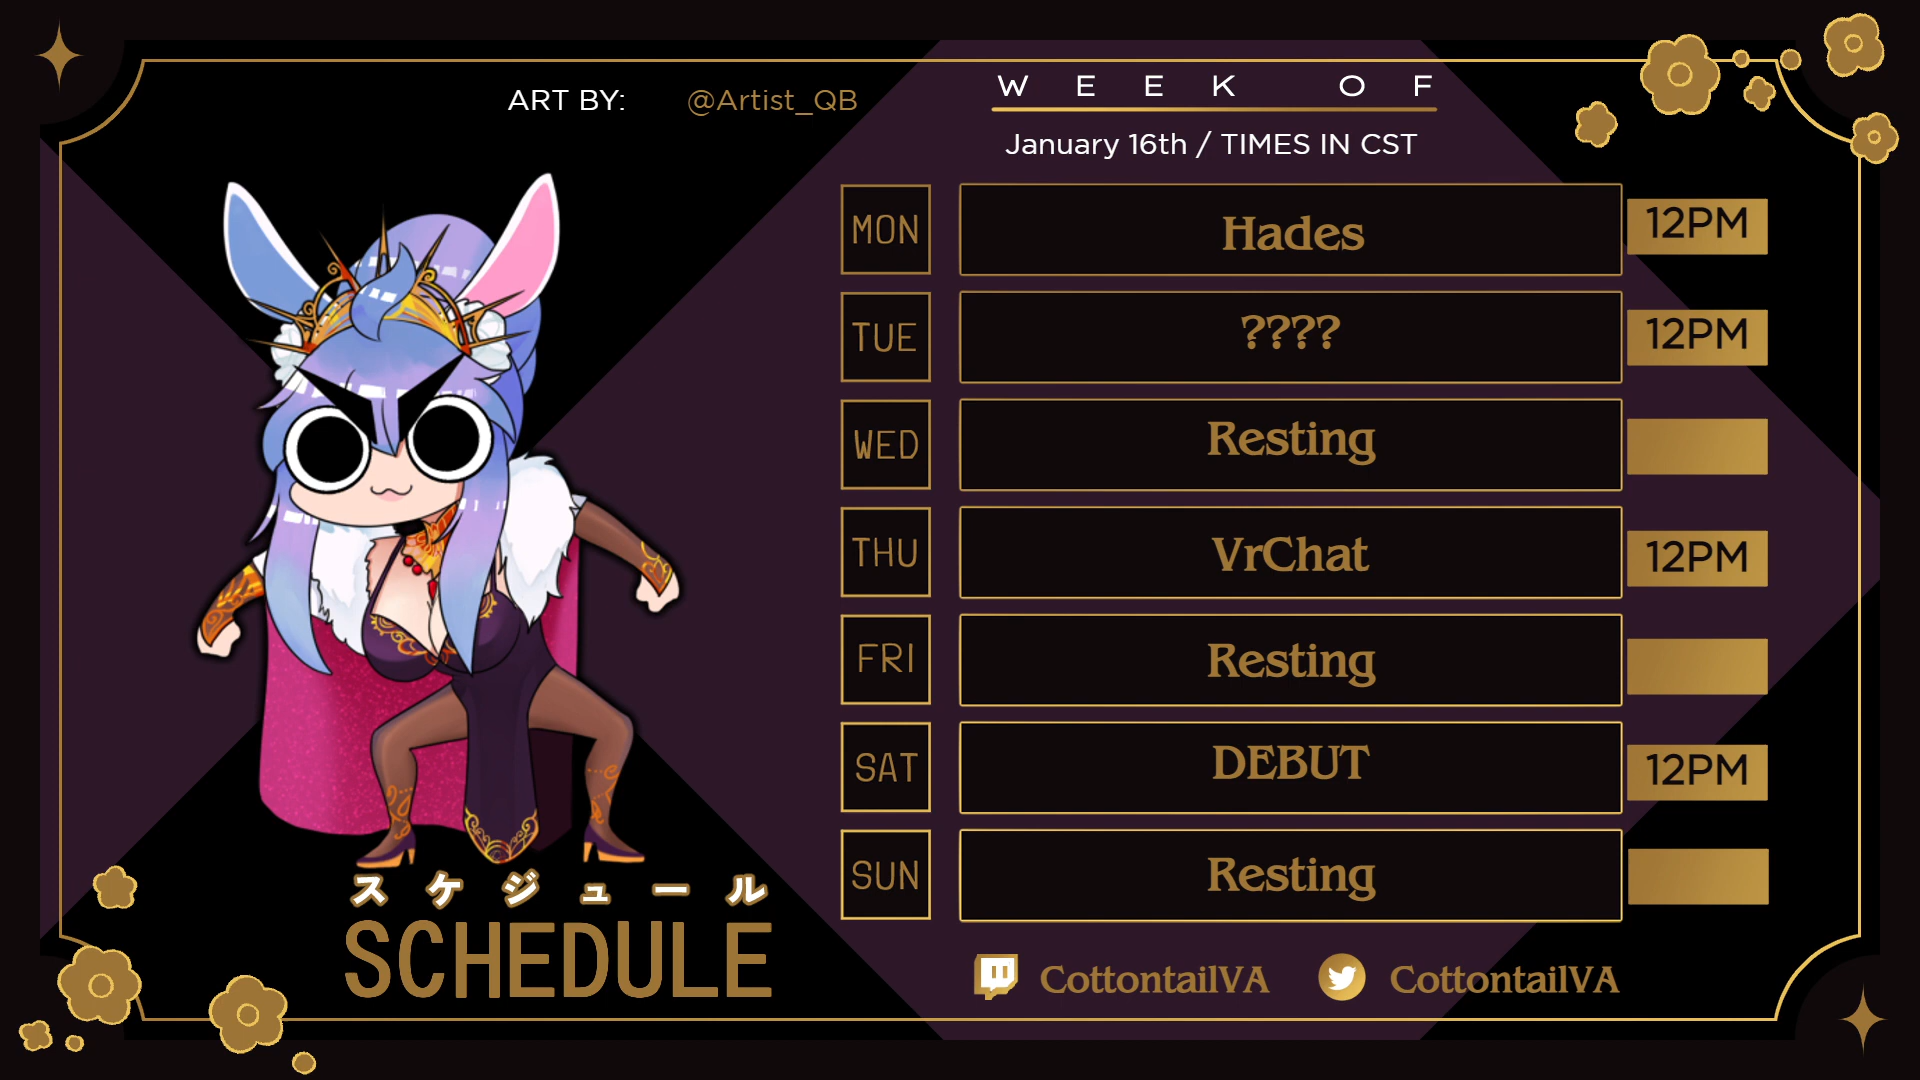 ART BY: @Artist_QB
WEEK OF
January 16th / TIMES IN CST
MON Hades 12PM
TUE ???? 12PM
WED Resting
THU VrChat 12PM
FRI Resting
SAT DEBUT 12PM
SUN Resting
スケジュール
SCHEDULE
CottontailVA CottontailVA